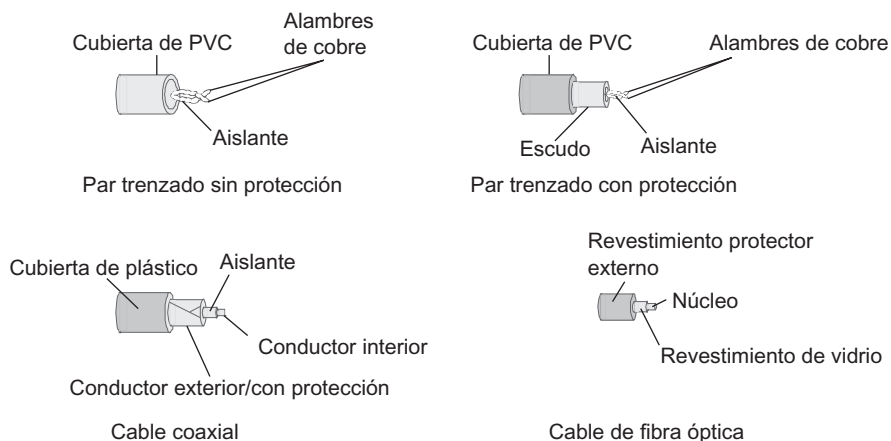 Cubierta de PVC
Alambres
de cobre
Aislante
Par trenzado sin protección
Cubierta de PVC
Alambres de cobre
Escudo
Aislante
Par trenzado con protección
Cubierta de plástico
Aislante
Conductor interior
Conductor exterior/con protección
Cable coaxial
Revestimiento protector
externo
Núcleo
Revestimiento de vidrio
Cable de fibra óptica